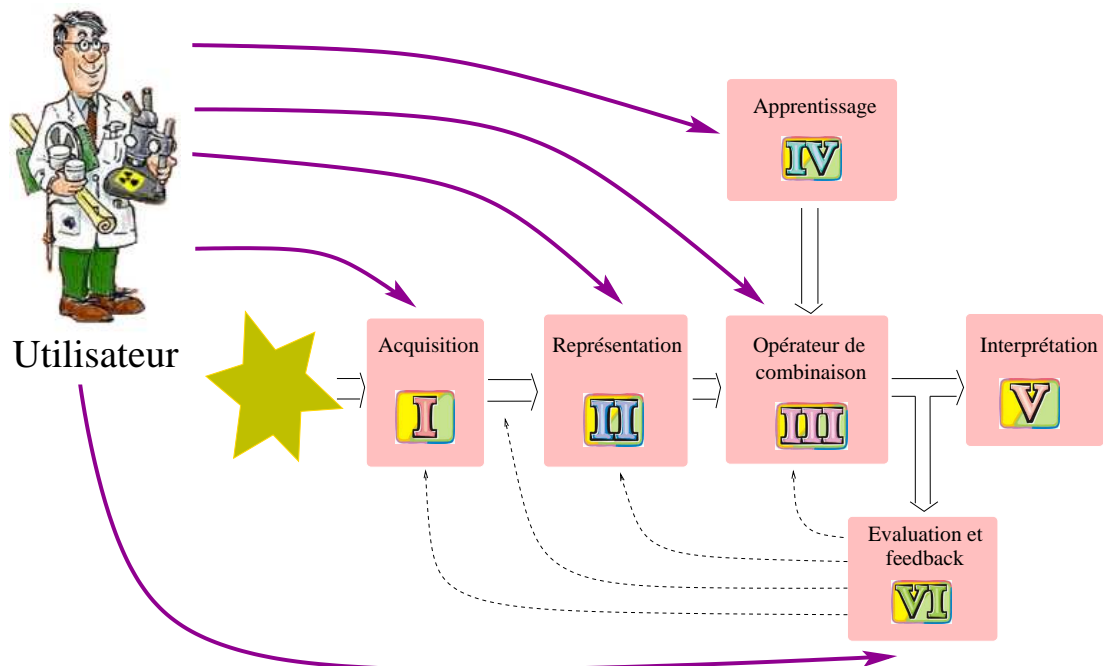 Apprentissage
IV
Utilisateur
Acquisition
I
Représentation
II
Opérateur de
combinaison
III
Interprétation
V
Evaluation et
feedback
VI